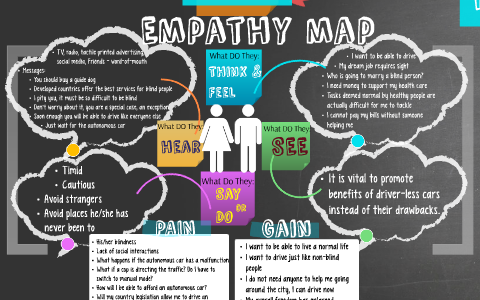 EMPATHY MAP
• TV, radio, tactile printed advertising,
social media, friends - word-of-mouth
• Messages:
• You should buy a guide dog
• Developed countries offer the best services for blind people
• I pity you, it must be so difficult to be blind
• Don't worry about it, you are a special case, an exception
Soon enough you will be able to drive like everyone else
• Just wait for the autonomous car
What DO They:
THINK &
FEEL
• I want to be able to drive
• My dream job requires sight
• Who is going to marry a blind person?
• I need money to support my health care
• Tasks deemed normal by healthy people are
actually difficult for me to tackle
• I cannot pay my bills without someone
helping me
What DO They:
HEAR
What DO They:
SEE
• Timid
• Cautious
• Avoid strangers
• Avoid places he/she has
never been to
What DO They:
SAY
OR
DO
• It is vital to promote
benefits of driver-less cars
instead of their drawbacks.
PAIN
• His/her blindness
• Lack of social interactions
• What happens if the autonomous car has a malfunction
• What if a cop is directing the traffic? Do I have
to switch to manual mode?
• How will I be able to afford an autonomous car?
• Will my country legislation allow me to drive an
GAIN
• I want to be able to live a normal life
• I want to drive just like non-blind
people
• I do not need anyone to help me going
around the city, I can drive now